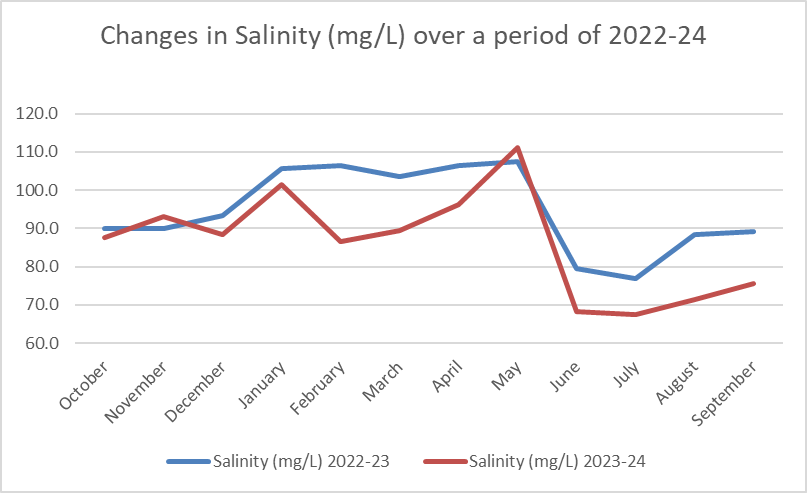 Changes in Salinity (mg/L) over a period of 2022-24
120.0
110.0
100.0
90.0
80.0
70.0
60.0
October
November
December
January
February
March
April
May
June
July
August
September
Salinity (mg/L) 2022-23
Salinity (mg/L) 2023-24